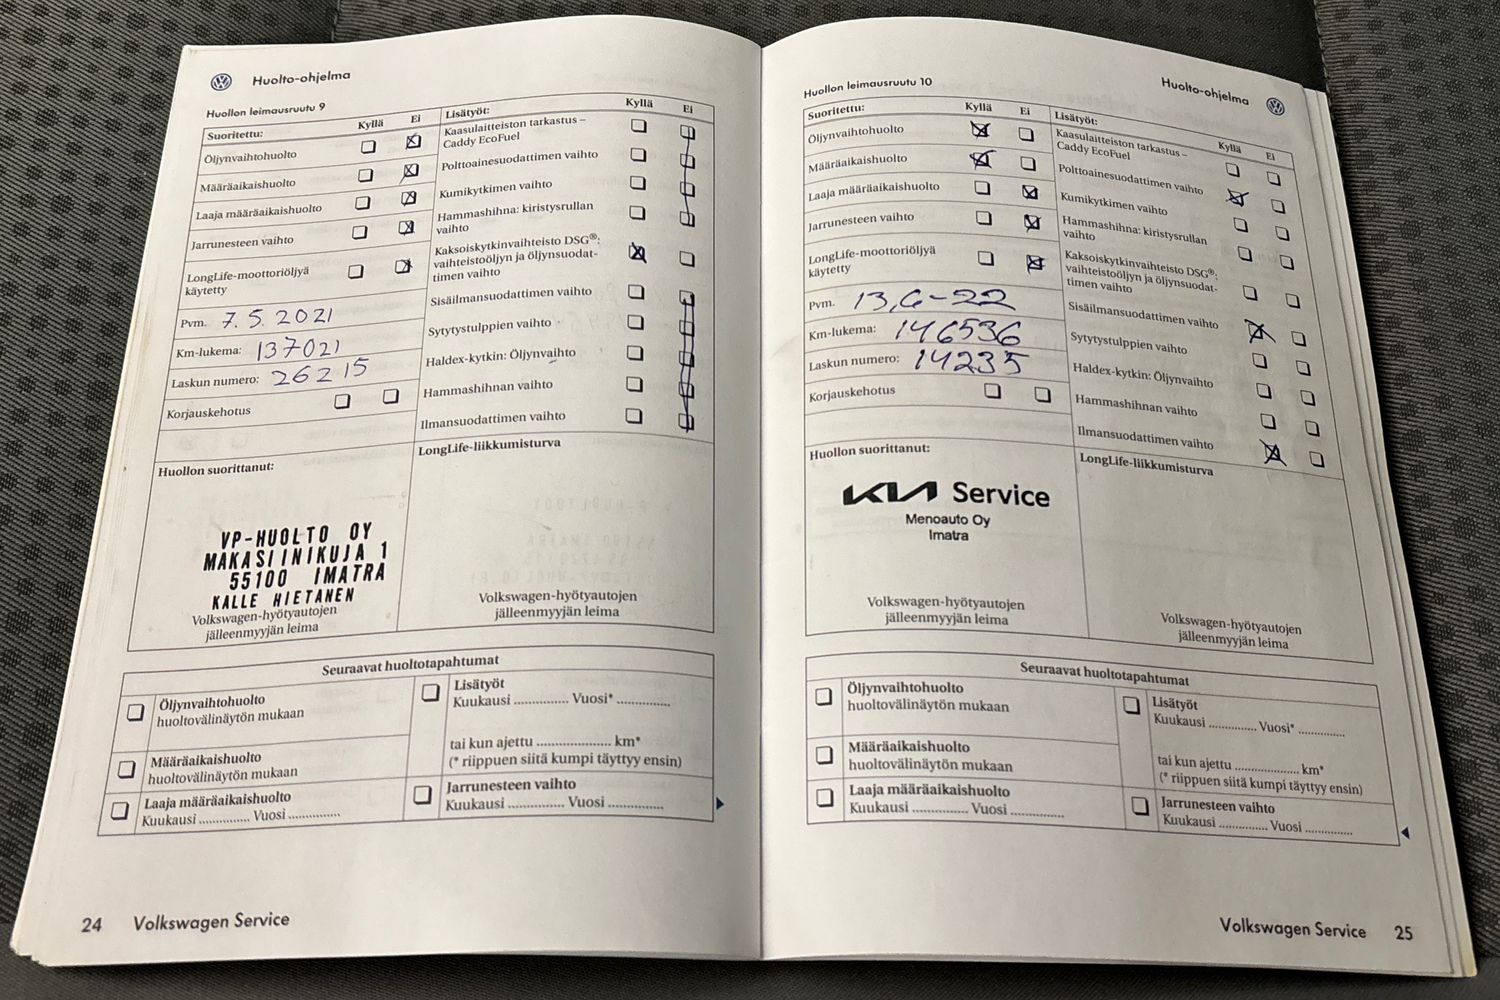 Huolto-ohjelma
Huollon leimausruutu 9
Suoritettu: Kyllä Ei
Öljynvaihtohuolto
Määräaikaishuolto
Laaja määräaikaishuolto
Jarrunesteen vaihto
LongLife-moottoriöljyä
käytetty
Pvm. 7.5.2021
Km-lukema: 137021
Laskun numero: 26215
Korjauskehotus
Lisätyöt: Kyllä Ei
Kaasulaitteiston tarkastus –
Caddy EcoFuel
Polttoainesuodattimen vaihto
Kumikytkimen vaihto
Hammashihna: kiristysrullan
vaihto
Kaksoiskytkinvaihteisto DSG®:
vaihteistoöljyn ja öljynsuodat-
timen vaihto
Sisäilmansuodattimen vaihto
Sytytystulppien vaihto
Haldex-kytkin: Öljynvaihto
Hammashihnan vaihto
Ilmansuodattimen vaihto
Huollon suorittanut:
VP-HUOLTO OY
MAKASIINIKUJA 1
55100 IMATRA
KALLE HIETANEN
Volkswagen-hyötyautojen
jälleenmyyjän leima
LongLife-liikkumisturva
Volkswagen-hyötyautojen
jälleenmyyjän leima
Seuraavat huoltotapahtumat
Öljynvaihtohuolto
huoltovälinäytön mukaan
Määräaikaishuolto
huoltovälinäytön mukaan
Laaja määräaikaishuolto
Kuukausi .............. Vuosi ..............
Lisätyöt
Kuukausi .............. Vuosi* ..............
tai kun ajettu .................... km*
(* riippuen siitä kumpi täyttyy ensin)
Jarrunesteen vaihto
Kuukausi .............. Vuosi ..............
24 Volkswagen Service
Huolto-ohjelma
Huollon leimausruutu 10
Suoritettu: Kyllä Ei
Öljynvaihtohuolto
Määräaikaishuolto
Laaja määräaikaishuolto
Jarrunesteen vaihto
LongLife-moottoriöljyä
käytetty
Pvm. 13.6-22
Km-lukema: 146536
Laskun numero: 14235
Korjauskehotus
Lisätyöt: Kyllä Ei
Kaasulaitteiston tarkastus –
Caddy EcoFuel
Polttoainesuodattimen vaihto
Kumikytkimen vaihto
Hammashihna: kiristysrullan
vaihto
Kaksoiskytkinvaihteisto DSG®:
vaihteistoöljyn ja öljynsuodat-
timen vaihto
Sisäilmansuodattimen vaihto
Sytytystulppien vaihto
Haldex-kytkin: Öljynvaihto
Hammashihnan vaihto
Ilmansuodattimen vaihto
Huollon suorittanut:
KIA Service
Menoauto Oy
Imatra
Volkswagen-hyötyautojen
jälleenmyyjän leima
LongLife-liikkumisturva
Volkswagen-hyötyautojen
jälleenmyyjän leima
Seuraavat huoltotapahtumat
Öljynvaihtohuolto
huoltovälinäytön mukaan
Määräaikaishuolto
huoltovälinäytön mukaan
Laaja määräaikaishuolto
Kuukausi .............. Vuosi ..............
Lisätyöt
Kuukausi .............. Vuosi* ..............
tai kun ajettu .................... km*
(* riippuen siitä kumpi täyttyy ensin)
Jarrunesteen vaihto
Kuukausi .............. Vuosi ..............
Volkswagen Service 25